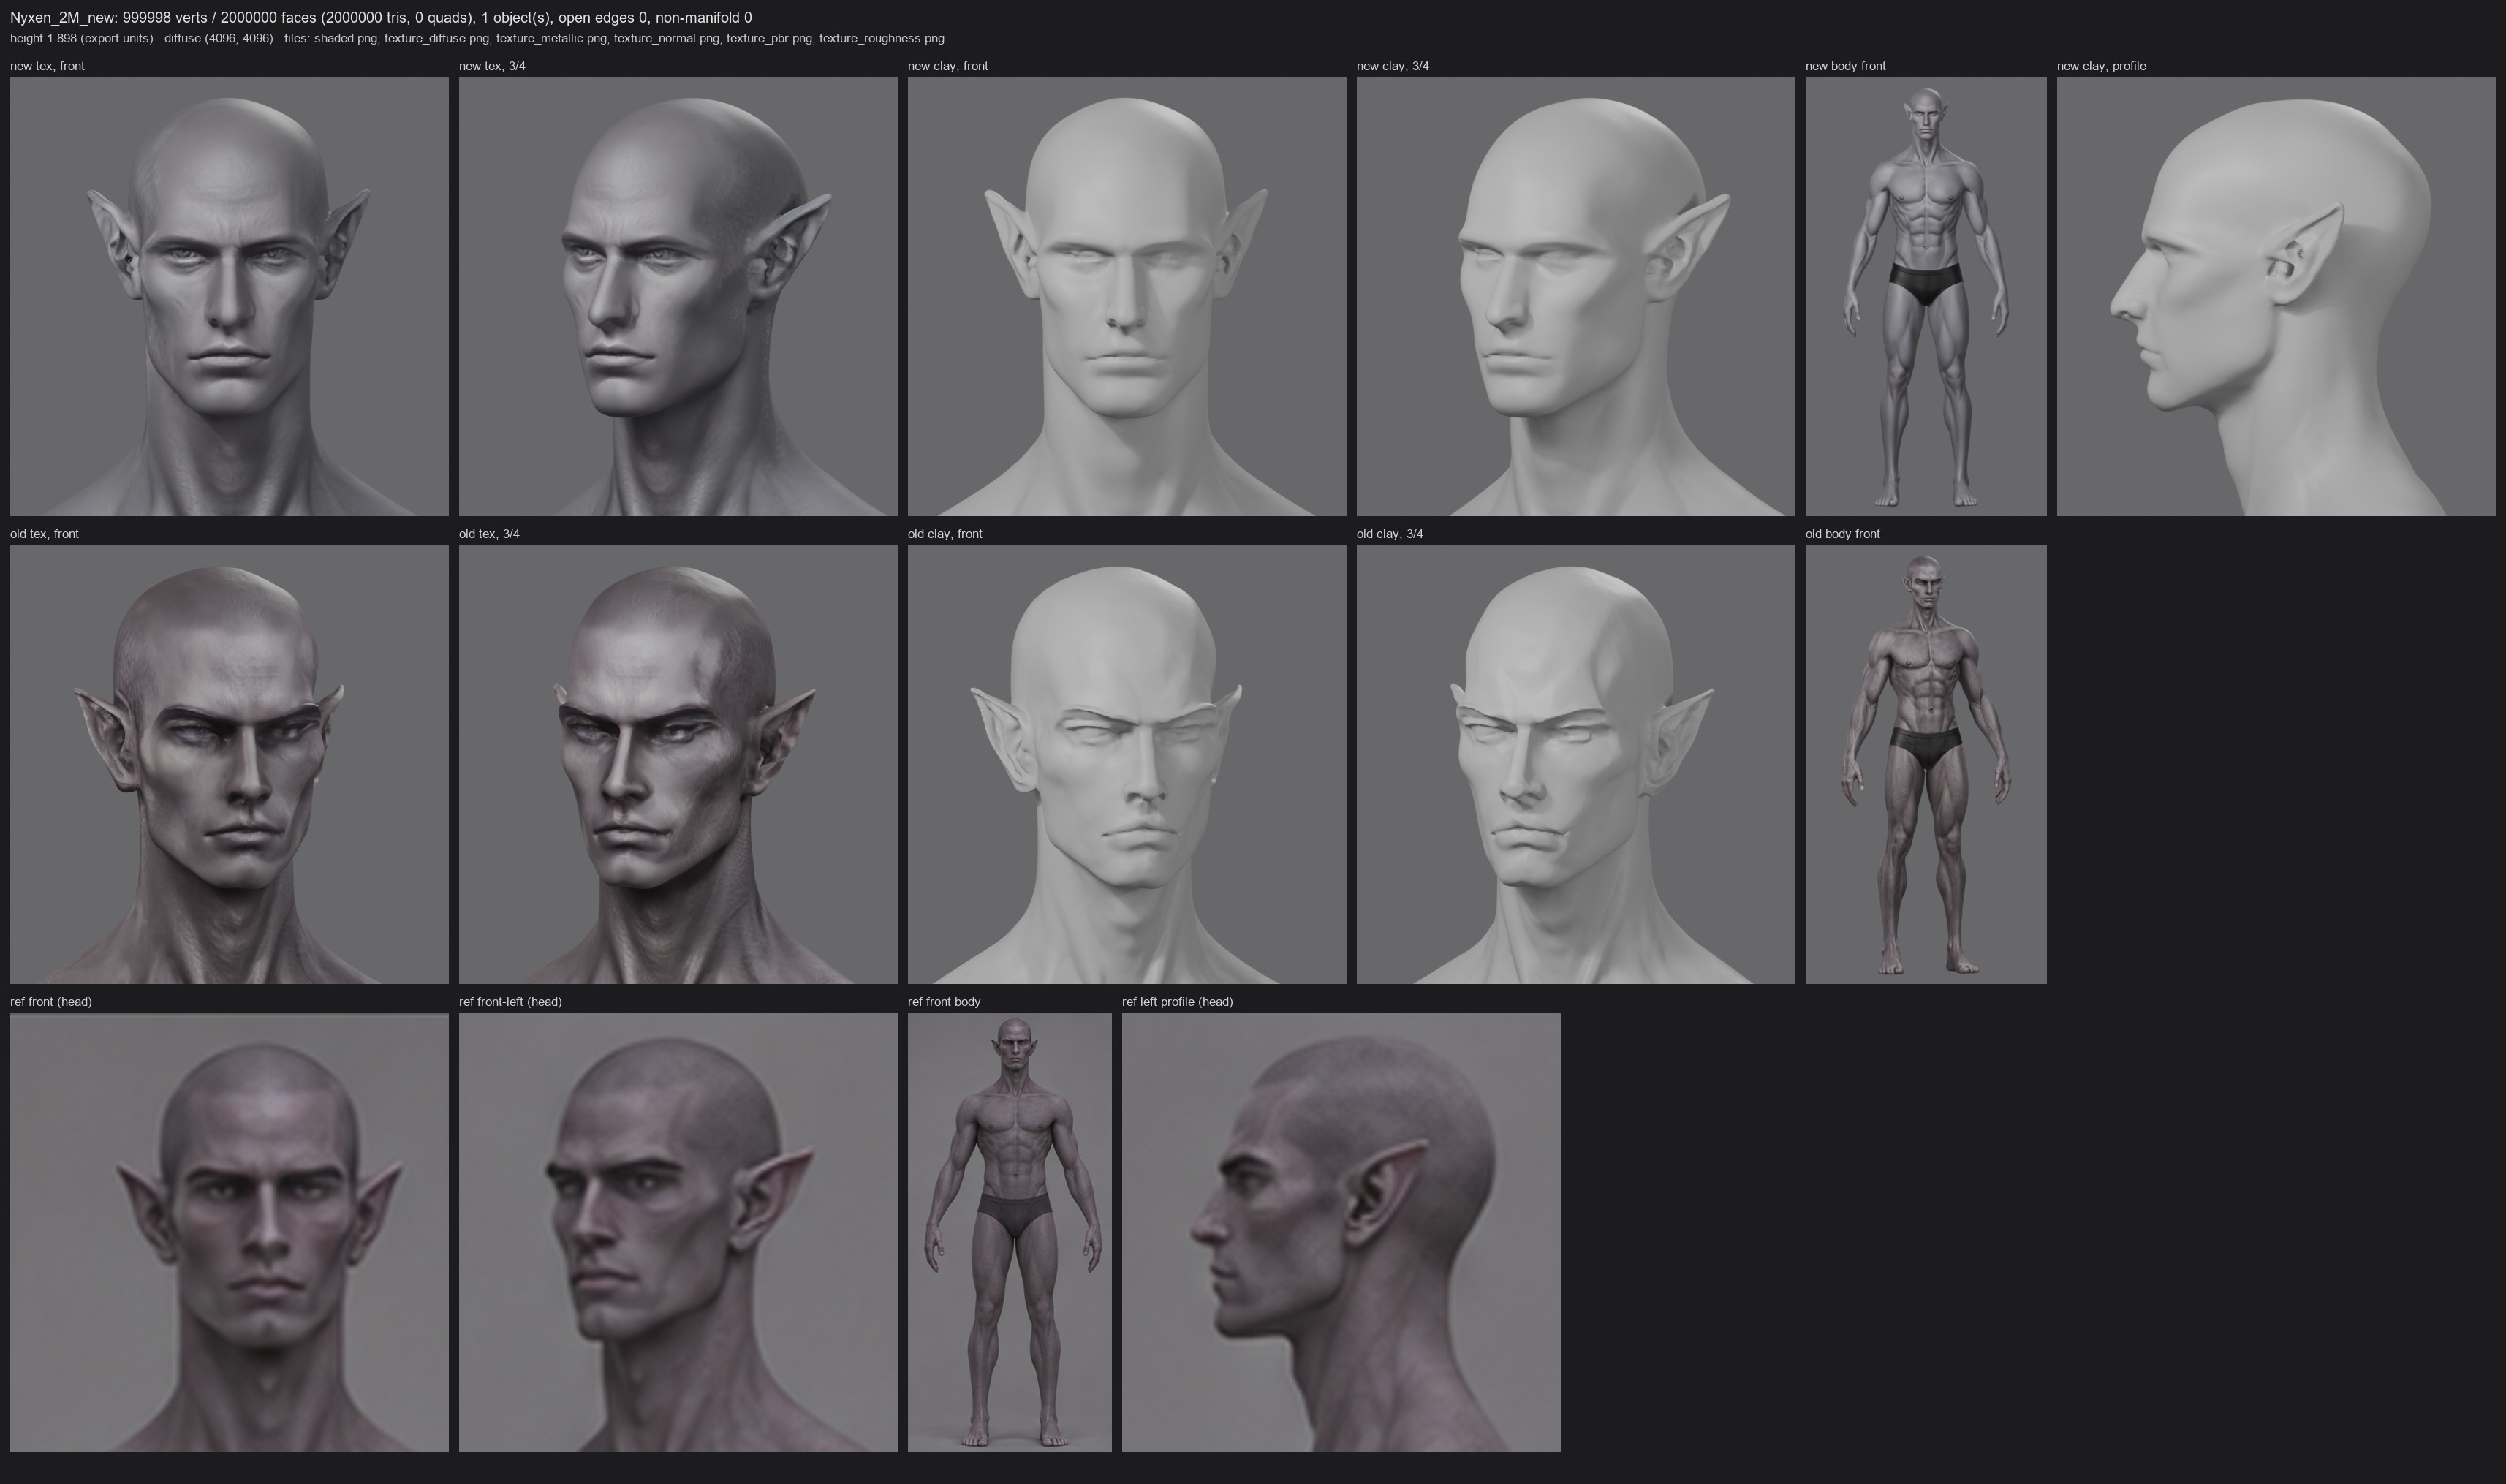 Nyxen_2M_new: 999998 verts / 2000000 faces (2000000 tris, 0 quads), 1 object(s), open edges 0, non-manifold 0
height 1.898 (export units)   diffuse (4096, 4096)   files: shaded.png, texture_diffuse.png, texture_metallic.png, texture_normal.png, texture_pbr.png, texture_roughness.png
new tex, front
new tex, 3/4
new clay, front
new clay, 3/4
new body front
new clay, profile
old tex, front
old tex, 3/4
old clay, front
old clay, 3/4
old body front
ref front (head)
ref front-left (head)
ref front body
ref left profile (head)